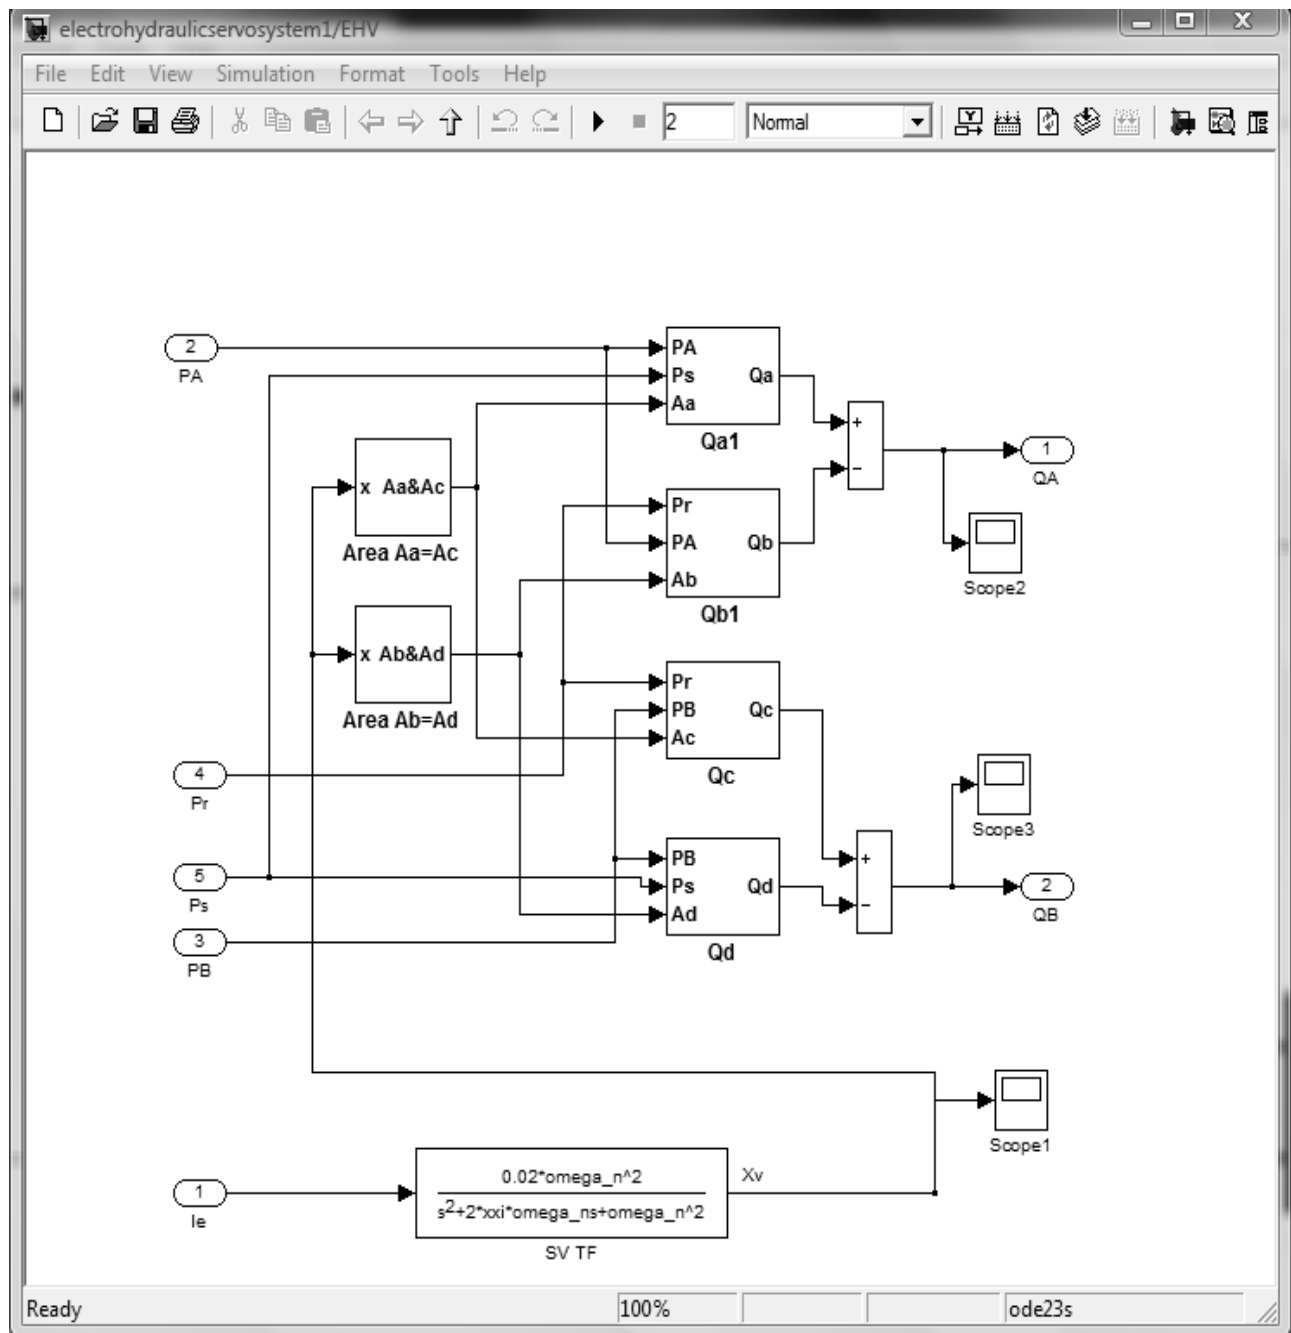 electrohydraulicservosystem1/EHV
File Edit View Simulation Format Tools Help
2 Normal
2
PA
PA
Ps Qa
Aa
Qa1
+
−
1
QA
x Aa&Ac
Area Aa=Ac
Pr
PA Qb
Ab
Qb1
Scope2
x Ab&Ad
Area Ab=Ad
Pr
PB Qc
Ac
Qc
4
Pr
Scope3
PB
Ps Qd
Ad
Qd
+
−
2
QB
5
Ps
3
PB
Scope1
1
Ie
0.02*omega_n^2
s^2+2*xxi*omega_ns+omega_n^2
SV TF
Xv
Ready 100% ode23s